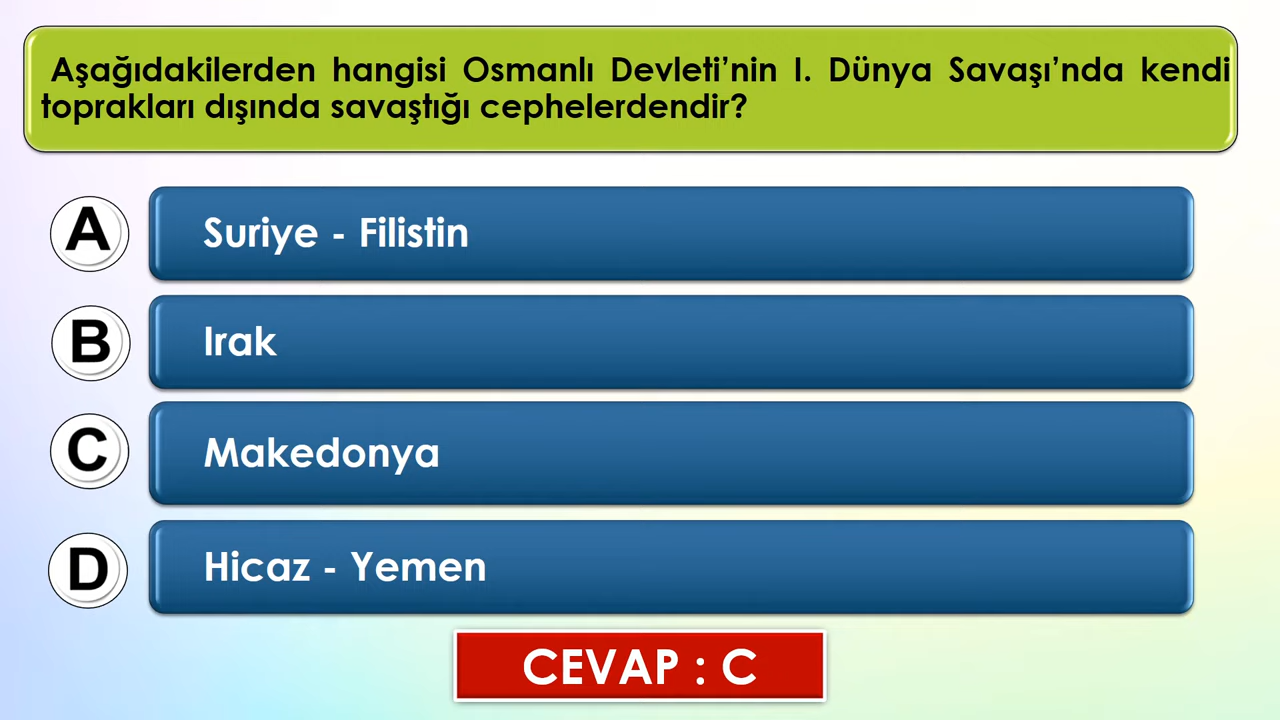 Aşağıdakilerden hangisi Osmanlı Devleti’nin I. Dünya Savaşı’nda kendi
toprakları dışında savaştığı cephelerdendir?
A Suriye - Filistin
B Irak
C Makedonya
D Hicaz - Yemen
CEVAP : C